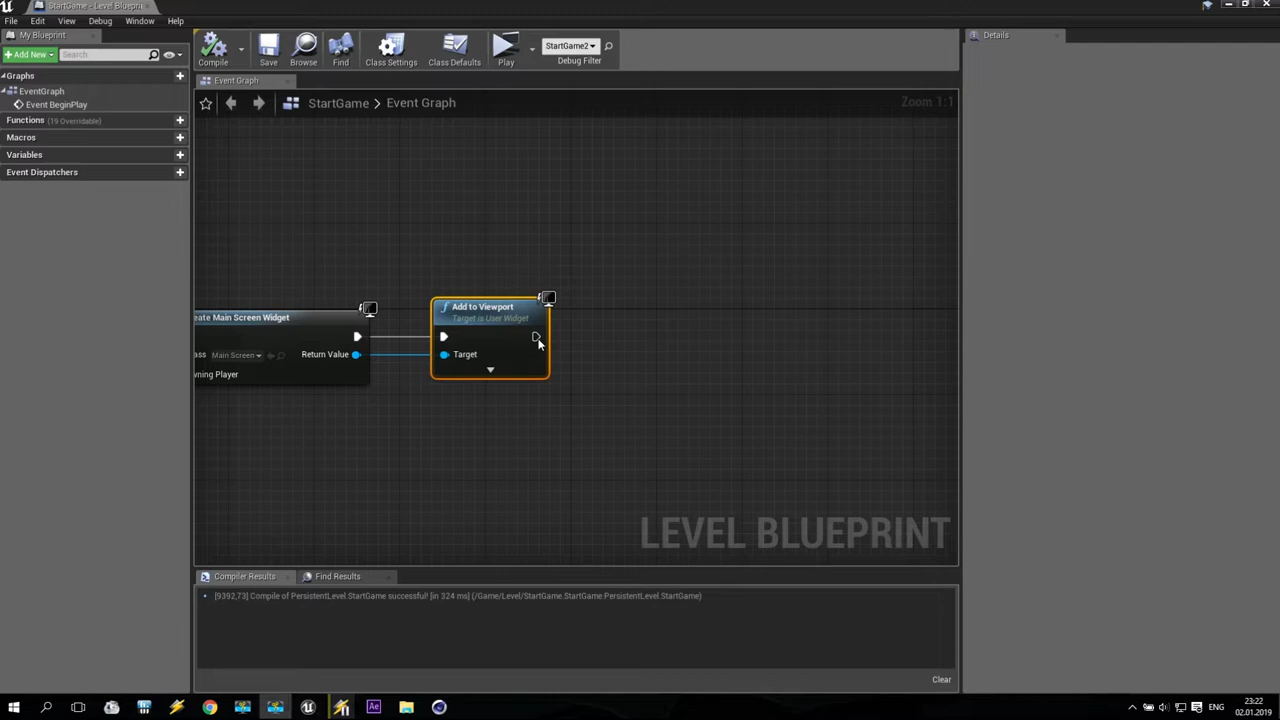 StartGame - Level Blueprint
File Edit View Debug Window Help
My Blueprint
Add New Search
Graphs
EventGraph
Event BeginPlay
Functions (19 Overridable)
Macros
Variables
Event Dispatchers
Compile Save Browse Find Class Settings Class Defaults Play
StartGame2
Debug Filter
Event Graph
StartGame > Event Graph
Zoom 1:1
eate Main Screen Widget
ass Main Screen Return Value
wning Player
f Add to Viewport
Target is User Widget
Target
LEVEL BLUEPRINT
Compiler Results Find Results
[9392,73] Compile of PersistentLevel.StartGame successful! [in 324 ms] (/Game/Level/StartGame.StartGame:PersistentLevel.StartGame)
Clear
Details
Ae
ENG
23:22
02.01.2019